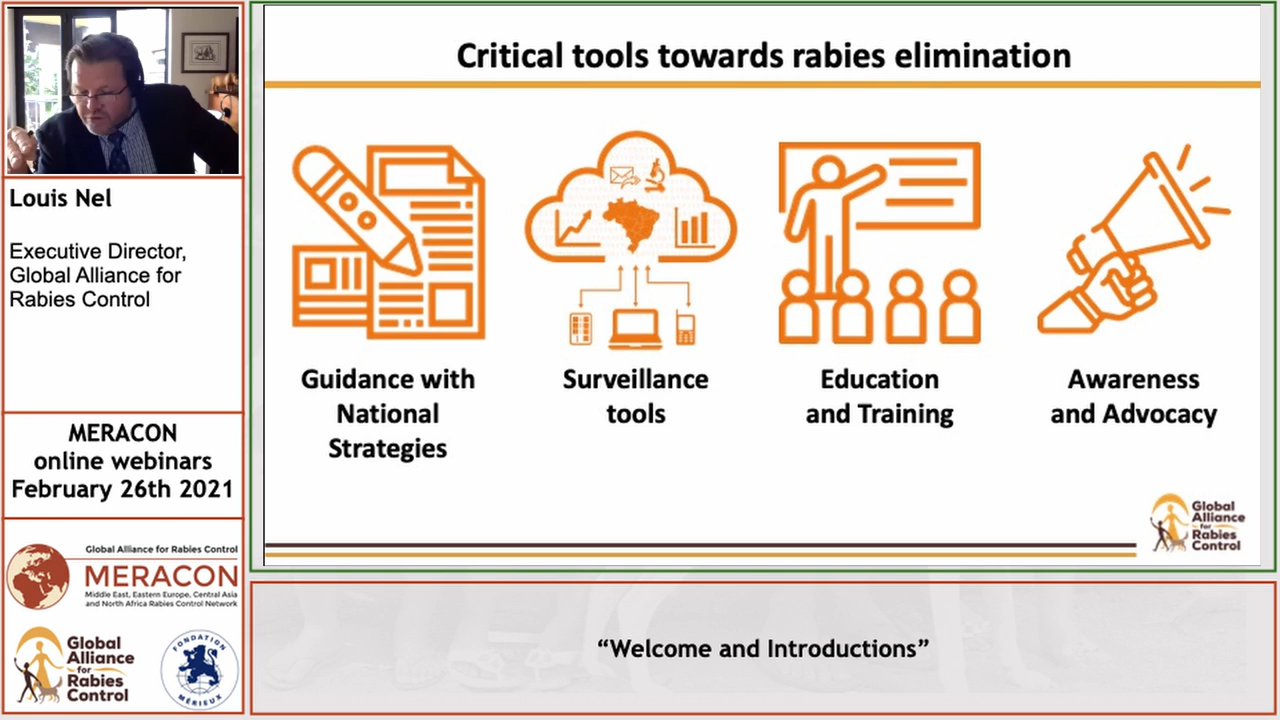 Critical tools towards rabies elimination
Guidance with
National
Strategies
Surveillance
tools
Education
and Training
Awareness
and Advocacy
Global
Alliance
for
Rabies
Control
Louis Nel
Executive Director,
Global Alliance for
Rabies Control
MERACON
online webinars
February 26th 2021
Global Alliance for Rabies Control
MERACON
Middle East, Eastern Europe, Central Asia
and North Africa Rabies Control Network
Global
Alliance
for
Rabies
Control
FONDATION
MÉRIEUX
“Welcome and Introductions”